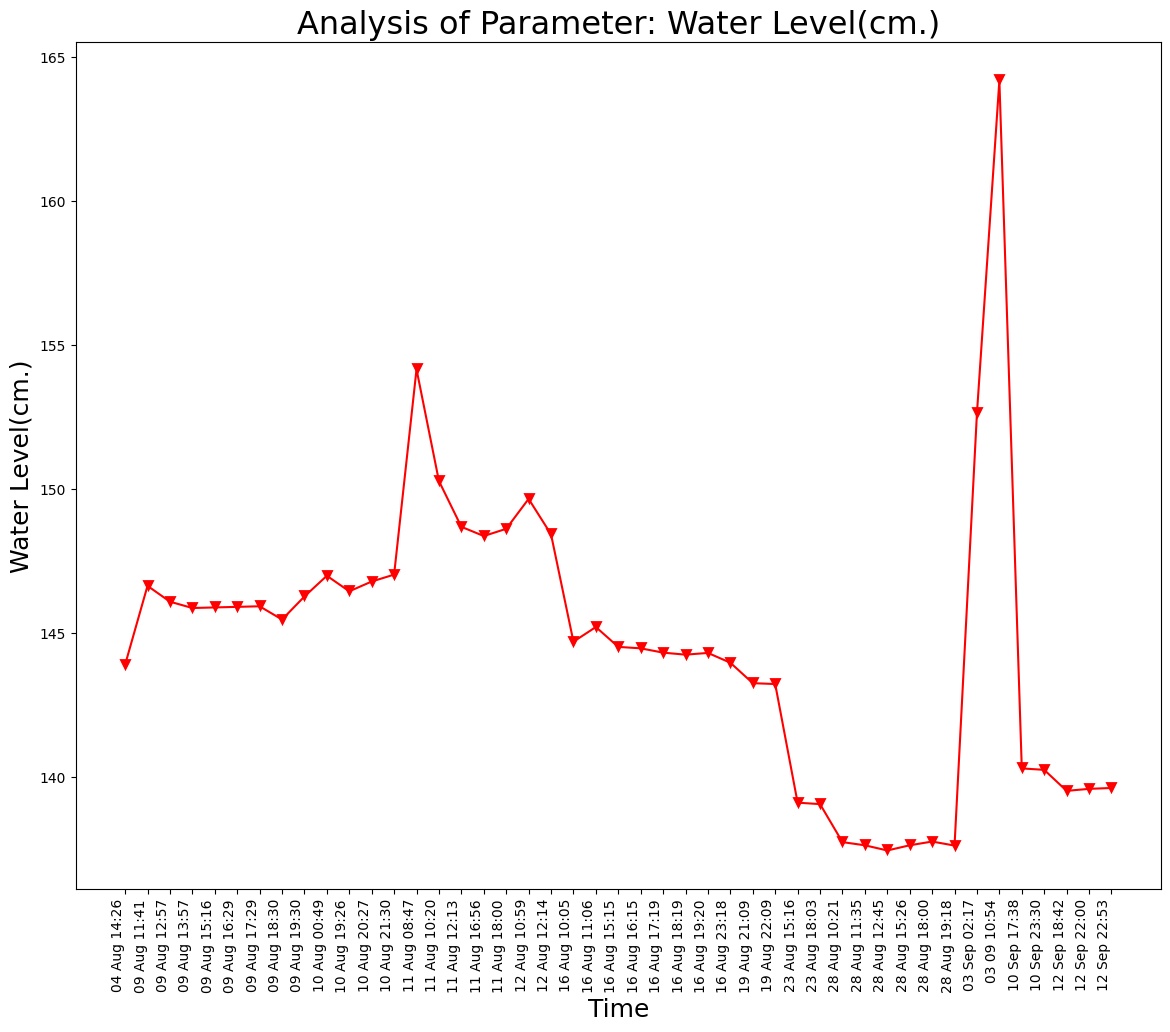 Analysis of Parameter: Water Level(cm.)
165
160
155
150
145
140
Water Level(cm.)
04 Aug 14:26
09 Aug 11:41
09 Aug 12:57
09 Aug 13:57
09 Aug 15:16
09 Aug 16:29
09 Aug 17:29
09 Aug 18:30
09 Aug 19:30
10 Aug 00:49
10 Aug 19:26
10 Aug 20:27
10 Aug 21:30
11 Aug 08:47
11 Aug 10:20
11 Aug 12:13
11 Aug 16:56
11 Aug 18:00
12 Aug 10:59
12 Aug 12:14
16 Aug 10:05
16 Aug 11:06
16 Aug 15:15
16 Aug 16:15
16 Aug 17:19
16 Aug 18:19
16 Aug 19:20
16 Aug 23:18
19 Aug 21:09
19 Aug 22:09
23 Aug 15:16
23 Aug 18:03
28 Aug 10:21
28 Aug 11:35
28 Aug 12:45
28 Aug 15:26
28 Aug 18:00
28 Aug 19:18
03 Sep 02:17
03 09 10:54
10 Sep 17:38
10 Sep 23:30
12 Sep 18:42
12 Sep 22:00
12 Sep 22:53
Time